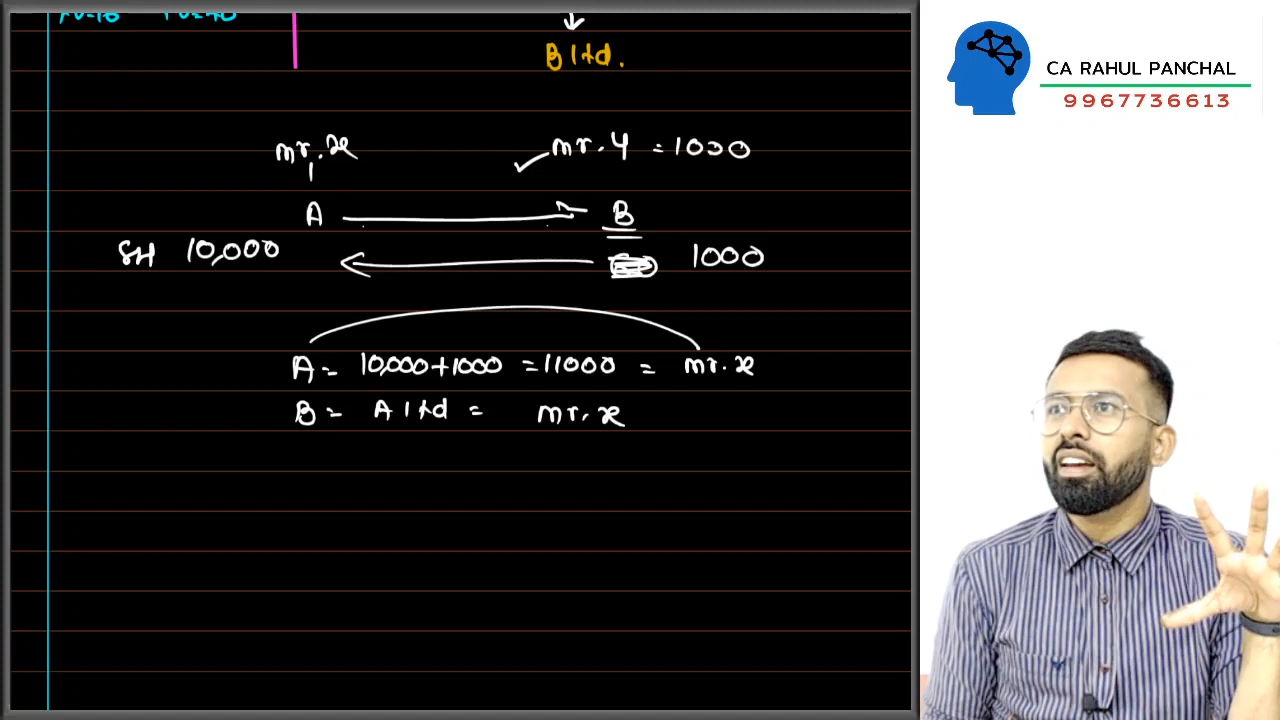 B ltd.
CA RAHUL PANCHAL
9967736613
mr. x
mr. y = 1000
A
B
SH 10,000
1000
A = 10,000 + 1000 = 11000 = mr. x
B = A ltd = mr. x